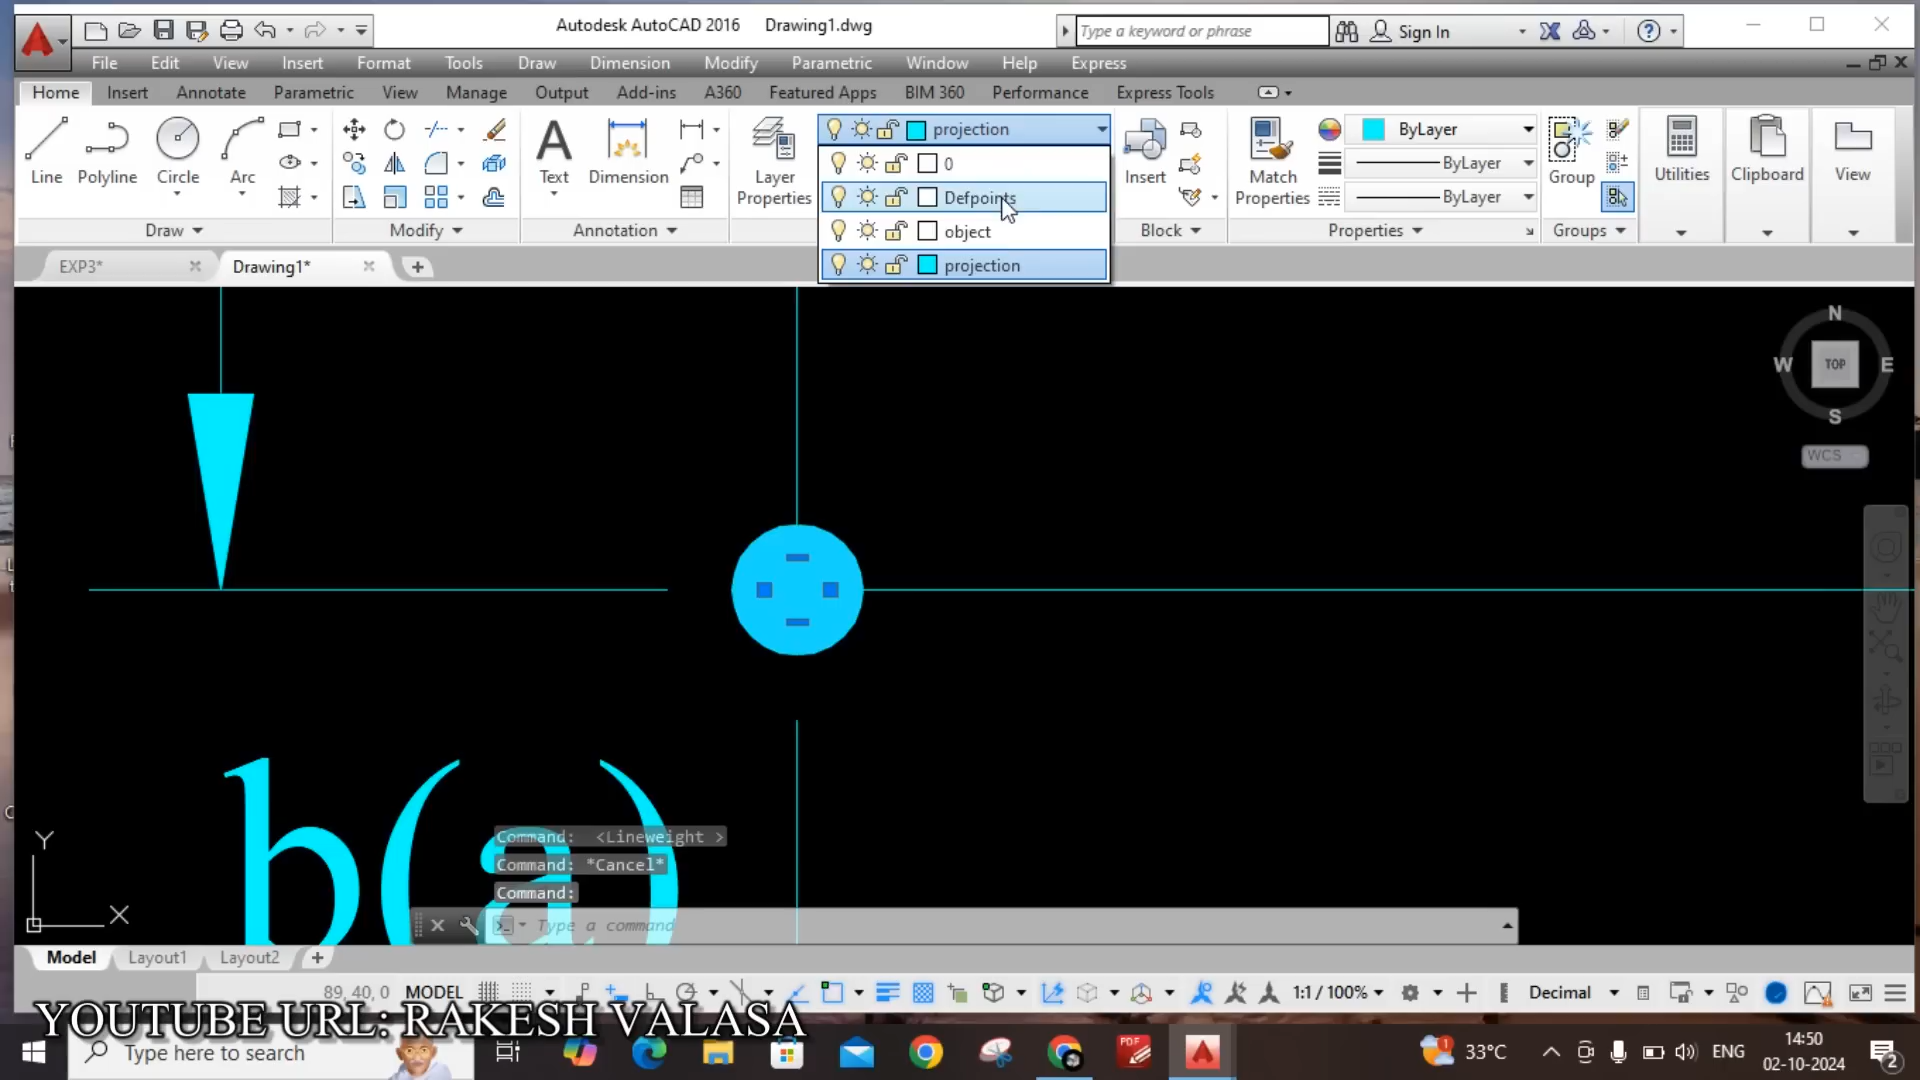 Autodesk AutoCAD 2016 Drawing1.dwg
Type a keyword or phrase
Sign In
File Edit View Insert Format Tools Draw Dimension Modify Parametric Window Help Express
Home Insert Annotate Parametric View Manage Output Add-ins A360 Featured Apps BIM 360 Performance Express Tools
projection
ByLayer
0
ByLayer
Line Polyline Circle Arc
Text Dimension
Layer
Properties
Insert
Match
Properties
Group
Utilities
Clipboard
View
Defpoints
ByLayer
Draw
Modify
Annotation
object
Block
Properties
Groups
projection
EXP3*
Drawing1*
N
W TOP E
S
WCS
b(a)
Command: <Lineweight >
Command: *Cancel*
Command:
Type a command
Y
X
Model Layout1 Layout2
89, 40, 0 MODEL
1:1 / 100%
Decimal
YOUTUBE URL: RAKESH VALASA
Type here to search
PDF
1
33°C
ENG
14:50
02-10-2024
2